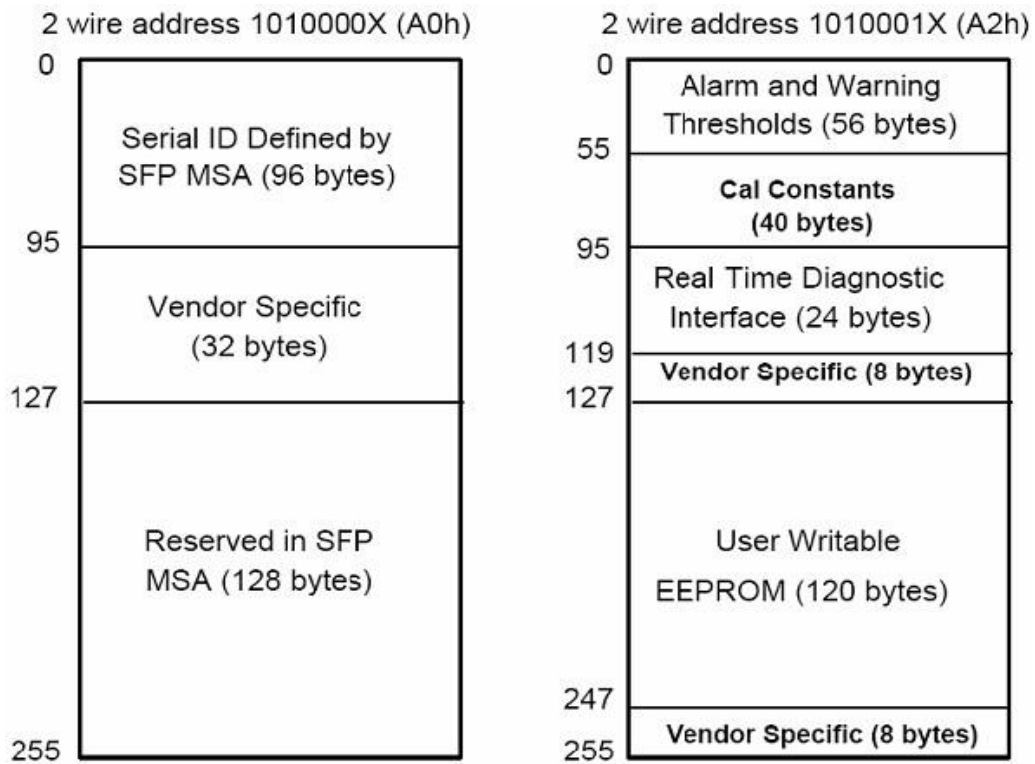 2 wire address 1010000X (A0h)
0
Serial ID Defined by
SFP MSA (96 bytes)
95
Vendor Specific
(32 bytes)
127
Reserved in SFP
MSA (128 bytes)
255
2 wire address 1010001X (A2h)
0
Alarm and Warning
Thresholds (56 bytes)
55
Cal Constants
(40 bytes)
95
Real Time Diagnostic
Interface (24 bytes)
119
Vendor Specific (8 bytes)
127
User Writable
EEPROM (120 bytes)
247
Vendor Specific (8 bytes)
255